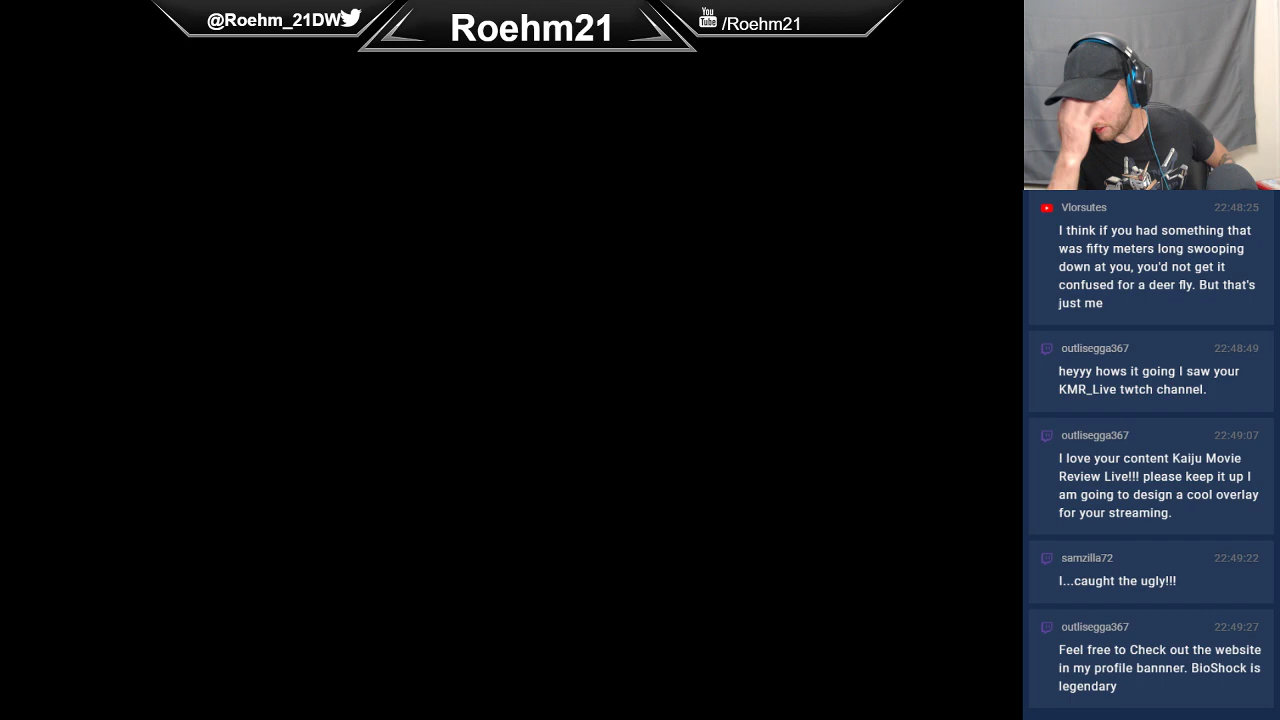 @Roehm_21DW
Roehm21
You
Tube
/Roehm21
Vlorsutes 22:48:25
I think if you had something that
was fifty meters long swooping
down at you, you'd not get it
confused for a deer fly. But that's
just me
outlisegga367 22:48:49
heyyy hows it going I saw your
KMR_Live twtch channel.
outlisegga367 22:49:07
I love your content Kaiju Movie
Review Live!!! please keep it up I
am going to design a cool overlay
for your streaming.
samzilla72 22:49:22
I...caught the ugly!!!
outlisegga367 22:49:27
Feel free to Check out the website
in my profile bannner. BioShock is
legendary